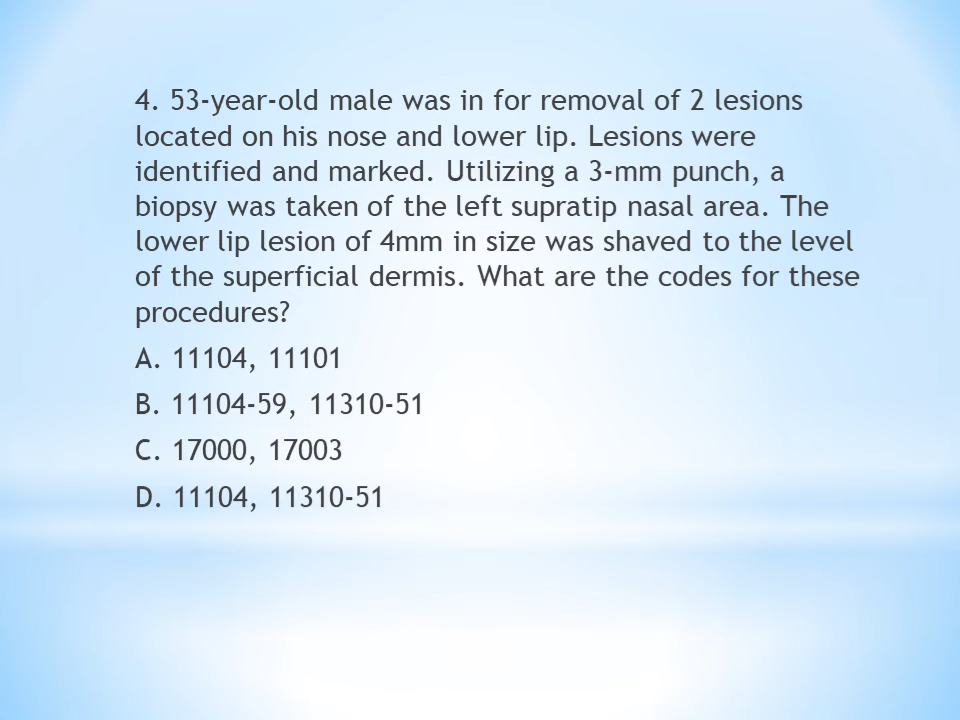 4. 53-year-old male was in for removal of 2 lesions
located on his nose and lower lip. Lesions were
identified and marked. Utilizing a 3-mm punch, a
biopsy was taken of the left supratip nasal area. The
lower lip lesion of 4mm in size was shaved to the level
of the superficial dermis. What are the codes for these
procedures?
A. 11104, 11101
B. 11104-59, 11310-51
C. 17000, 17003
D. 11104, 11310-51